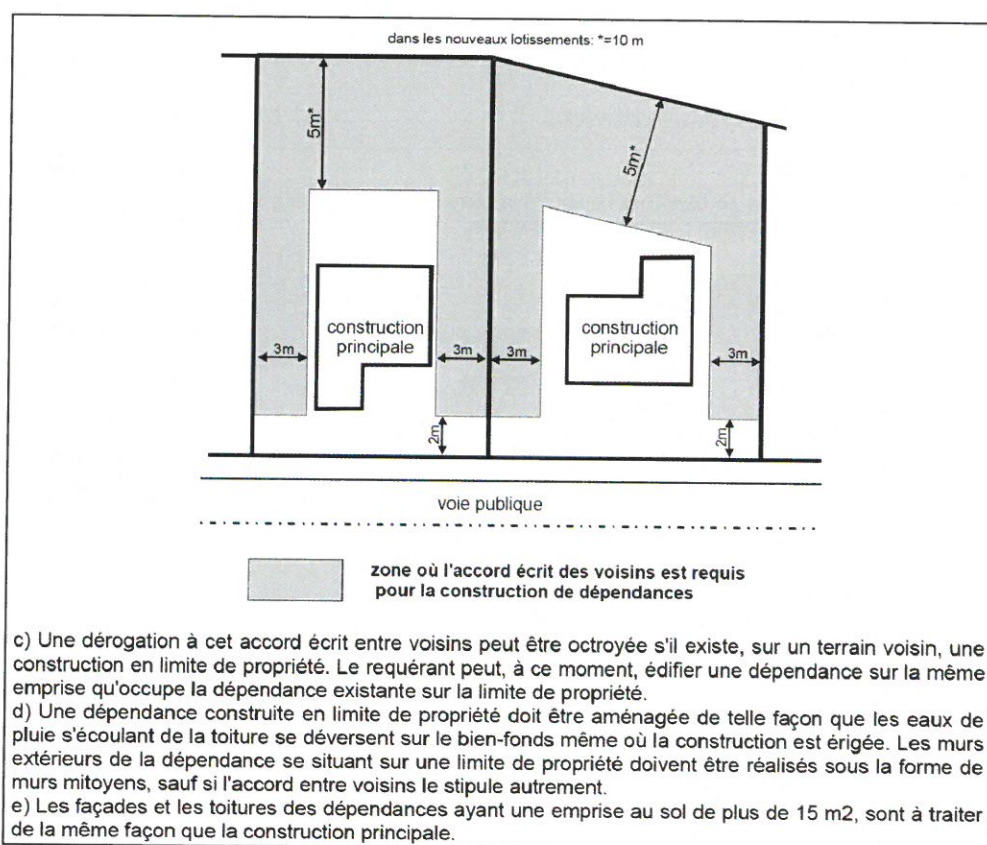 dans les nouveaux lotissements: *=10 m
5m*
5m*
construction
principale
construction
principale
3m
3m
3m
3m
2m
2m
voie publique
zone où l'accord écrit des voisins est requis
pour la construction de dépendances
c) Une dérogation à cet accord écrit entre voisins peut être octroyée s'il existe, sur un terrain voisin, une
construction en limite de propriété. Le requérant peut, à ce moment, édifier une dépendance sur la même
emprise qu'occupe la dépendance existante sur la limite de propriété.
d) Une dépendance construite en limite de propriété doit être aménagée de telle façon que les eaux de
pluie s'écoulant de la toiture se déversent sur le bien-fonds même où la construction est érigée. Les murs
extérieurs de la dépendance se situant sur une limite de propriété doivent être réalisés sous la forme de
murs mitoyens, sauf si l'accord entre voisins le stipule autrement.
e) Les façades et les toitures des dépendances ayant une emprise au sol de plus de 15 m2, sont à traiter
de la même façon que la construction principale.